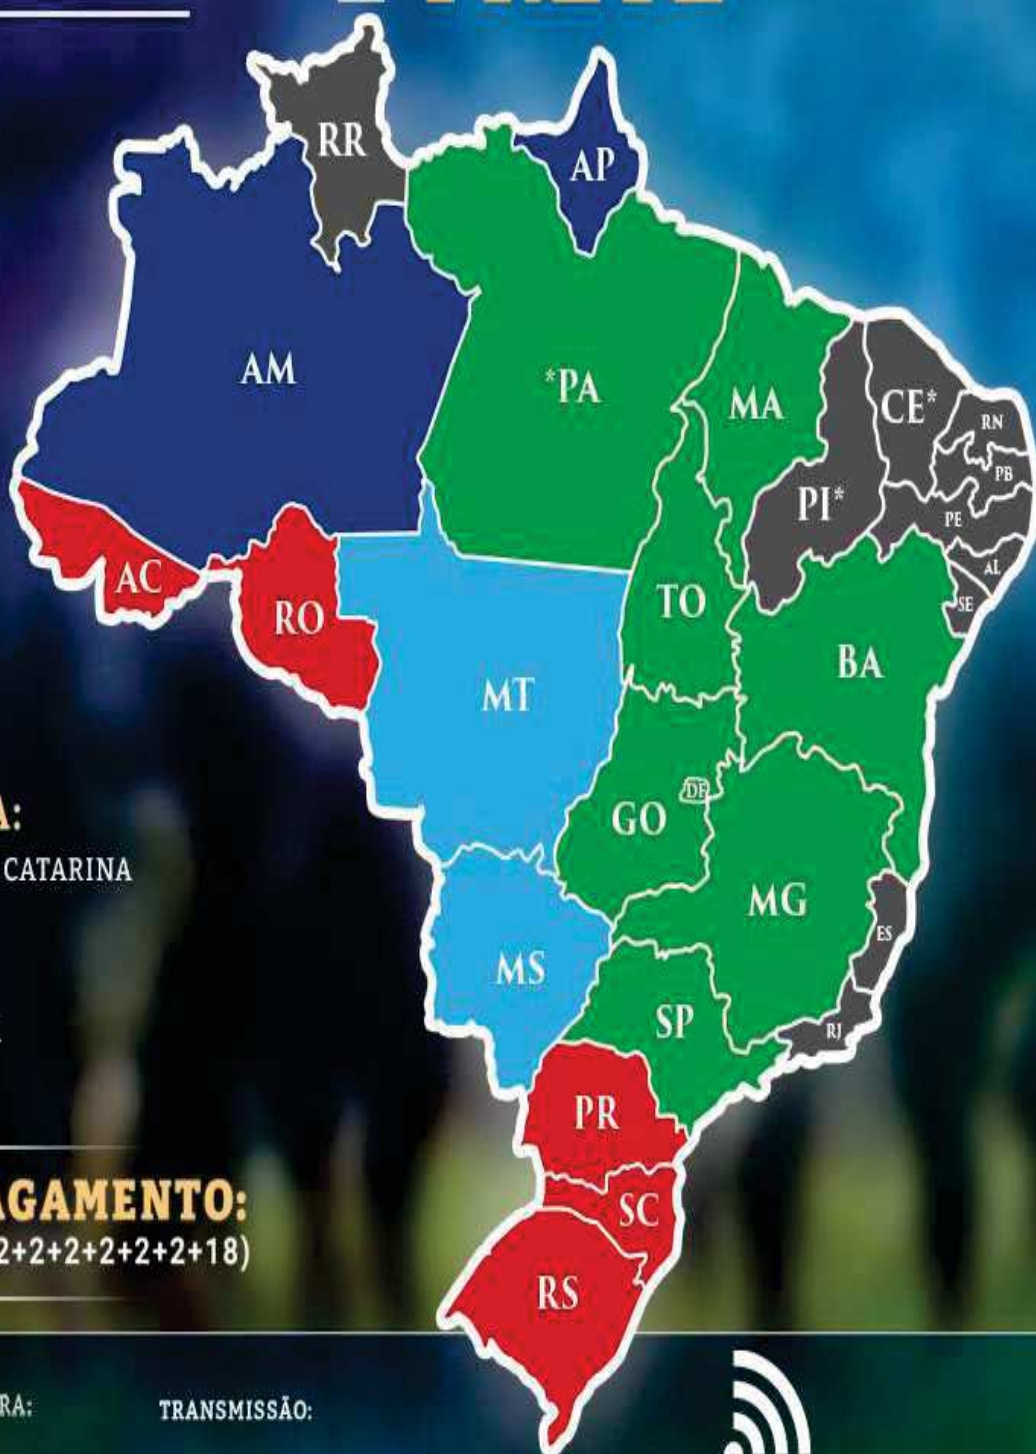 RR
AP
AM
*PA
MA
CE*
RN
PB
PI*
PE
AL
SE
AC
RO
TO
BA
MT
GO
DF
MG
ES
MS
SP
RJ
A:
CATARINA
PR
AGAMENTO:
2+2+2+2+2+2+18)
SC
RS
RA:
TRANSMISSÃO: